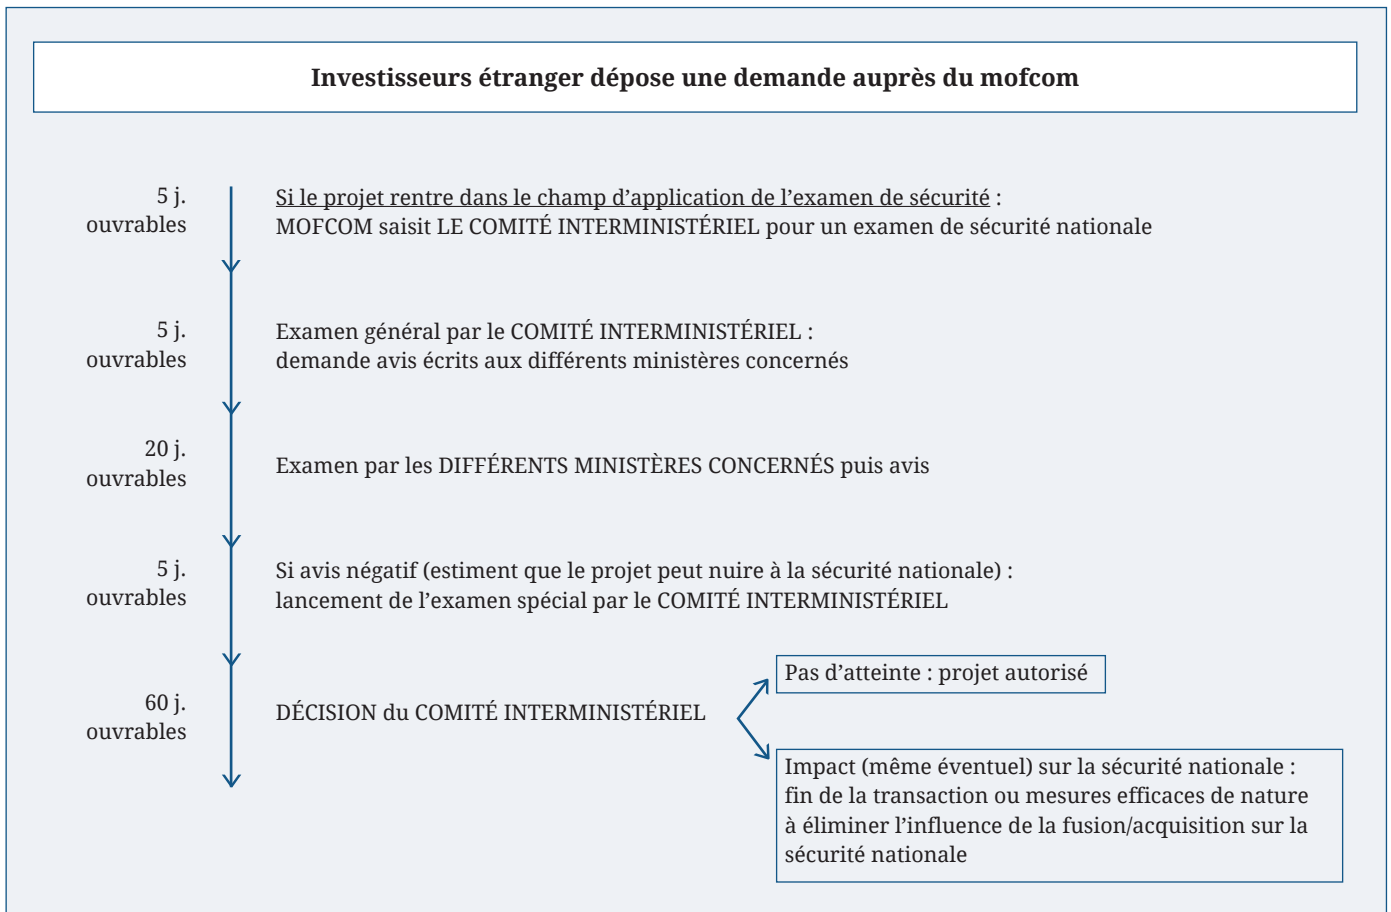 Investisseurs étranger dépose une demande auprès du mofcom
5 j.
ouvrables
Si le projet rentre dans le champ d’application de l’examen de sécurité :
MOFCOM saisit LE COMITÉ INTERMINISTÉRIEL pour un examen de sécurité nationale
5 j.
ouvrables
Examen général par le COMITÉ INTERMINISTÉRIEL :
demande avis écrits aux différents ministères concernés
20 j.
ouvrables
Examen par les DIFFÉRENTS MINISTÈRES CONCERNÉS puis avis
5 j.
ouvrables
Si avis négatif (estiment que le projet peut nuire à la sécurité nationale) :
lancement de l’examen spécial par le COMITÉ INTERMINISTÉRIEL
60 j.
ouvrables
DÉCISION du COMITÉ INTERMINISTÉRIEL
Pas d’atteinte : projet autorisé
Impact (même éventuel) sur la sécurité nationale :
fin de la transaction ou mesures efficaces de nature
à éliminer l’influence de la fusion/acquisition sur la
sécurité nationale